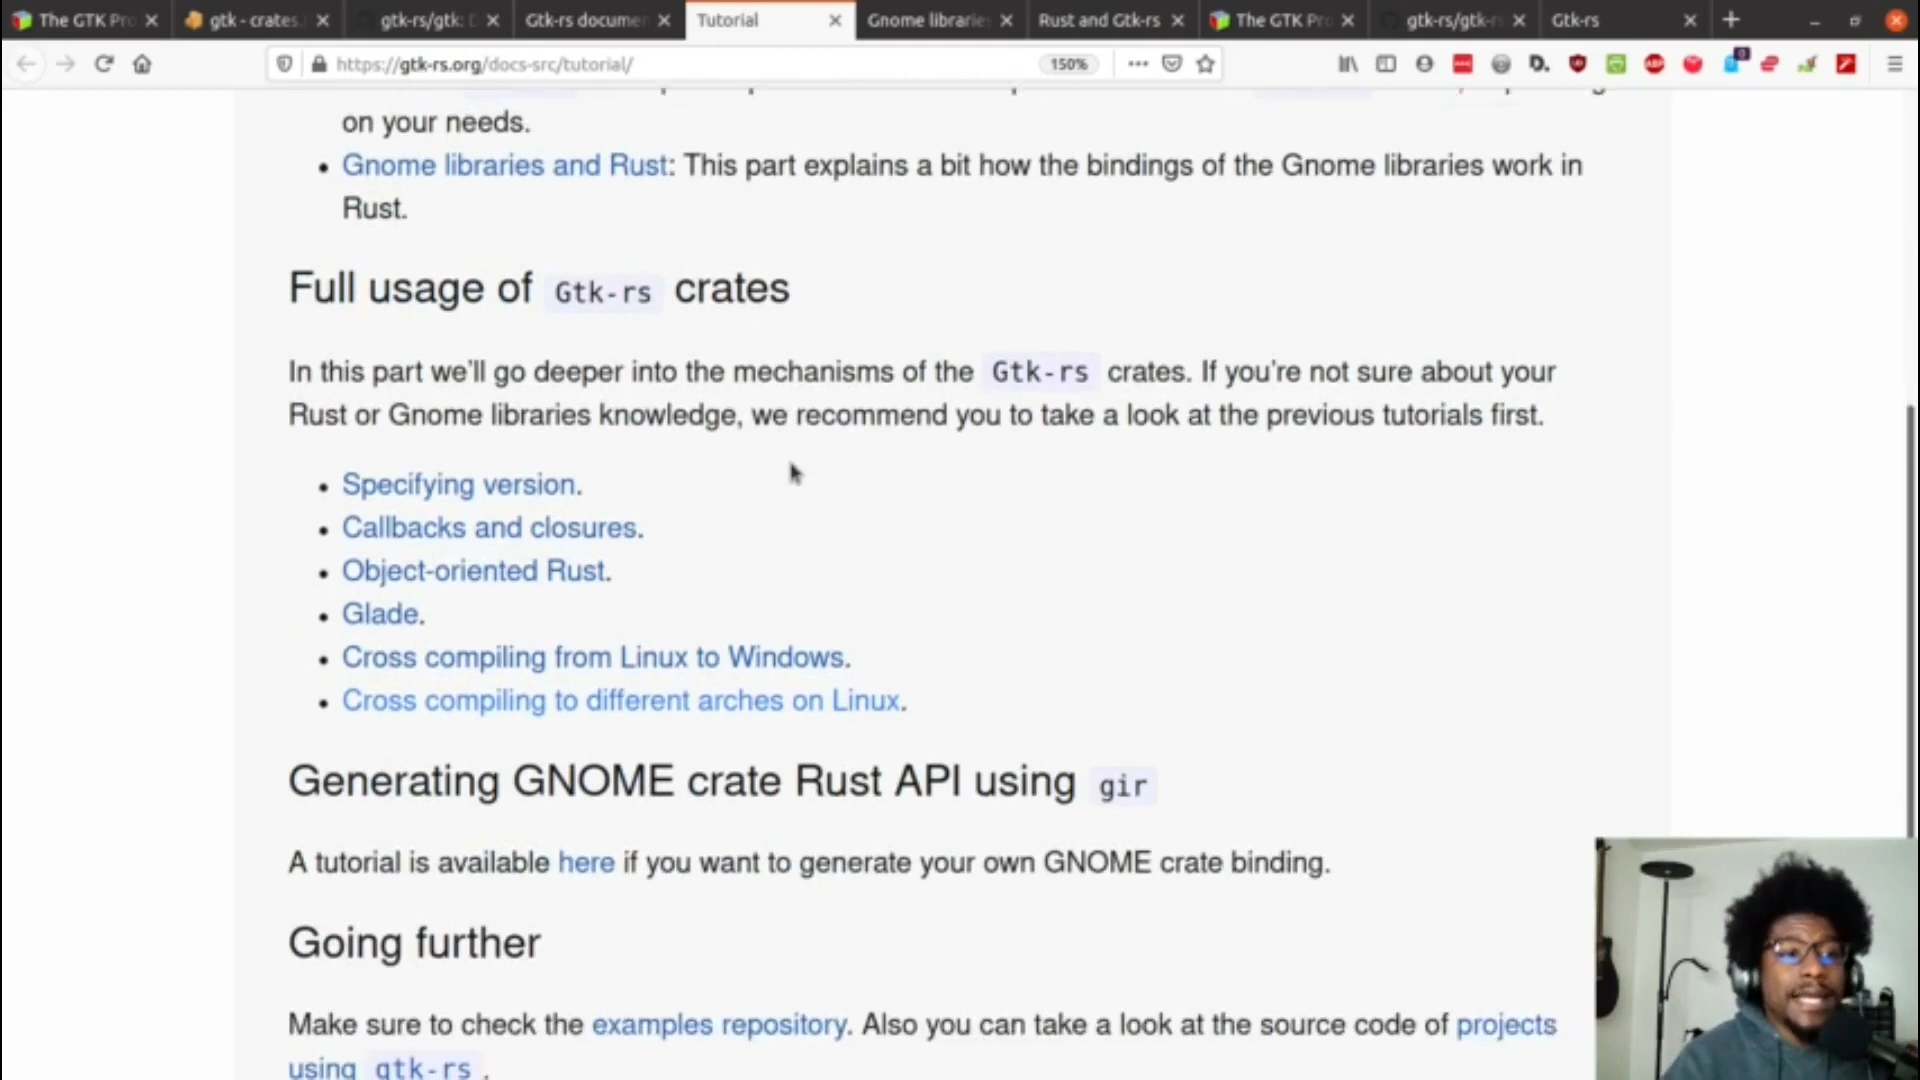 The GTK Pro
gtk - crates.
gtk-rs/gtk: D
Gtk-rs documen
Tutorial
Gnome libraries
Rust and Gtk-rs
The GTK Pro
gtk-rs/gtk-rs
Gtk-rs
https://gtk-rs.org/docs-src/tutorial/
150%
on your needs.
• Gnome libraries and Rust: This part explains a bit how the bindings of the Gnome libraries work in
Rust.
Full usage of Gtk-rs crates
In this part we'll go deeper into the mechanisms of the Gtk-rs crates. If you're not sure about your
Rust or Gnome libraries knowledge, we recommend you to take a look at the previous tutorials first.
• Specifying version.
• Callbacks and closures.
• Object-oriented Rust.
• Glade.
• Cross compiling from Linux to Windows.
• Cross compiling to different arches on Linux.
Generating GNOME crate Rust API using gir
A tutorial is available here if you want to generate your own GNOME crate binding.
Going further
Make sure to check the examples repository. Also you can take a look at the source code of projects
using gtk-rs .